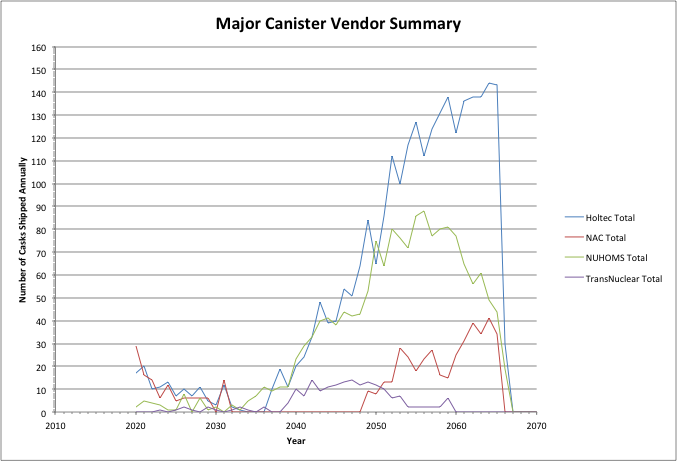 Major Canister Vendor Summary
160
150
140
130
120
110
100
90
80
70
60
50
40
30
20
10
0
Number of Casks Shipped Annually
2010 2020 2030 2040 2050 2060 2070
Year
Holtec Total
NAC Total
NUHOMS Total
TransNuclear Total